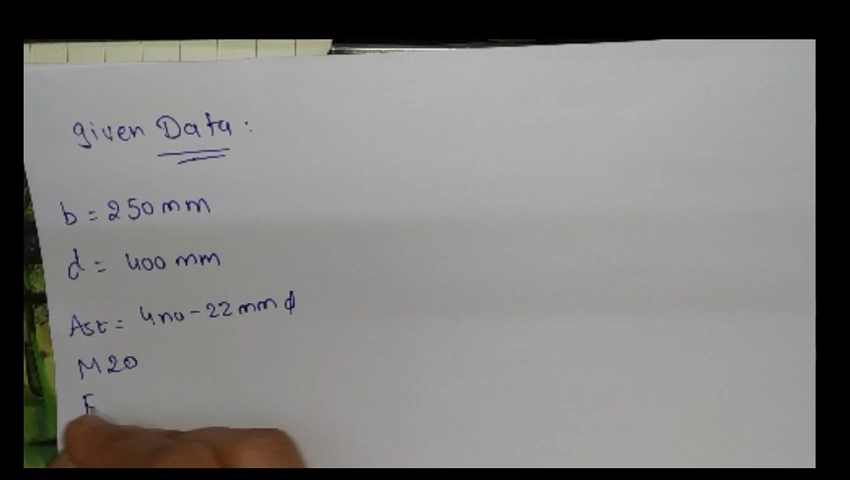 given Data :
b = 250 mm
d = 400 mm
Ast = 4no - 22 mm ϕ
M20
F